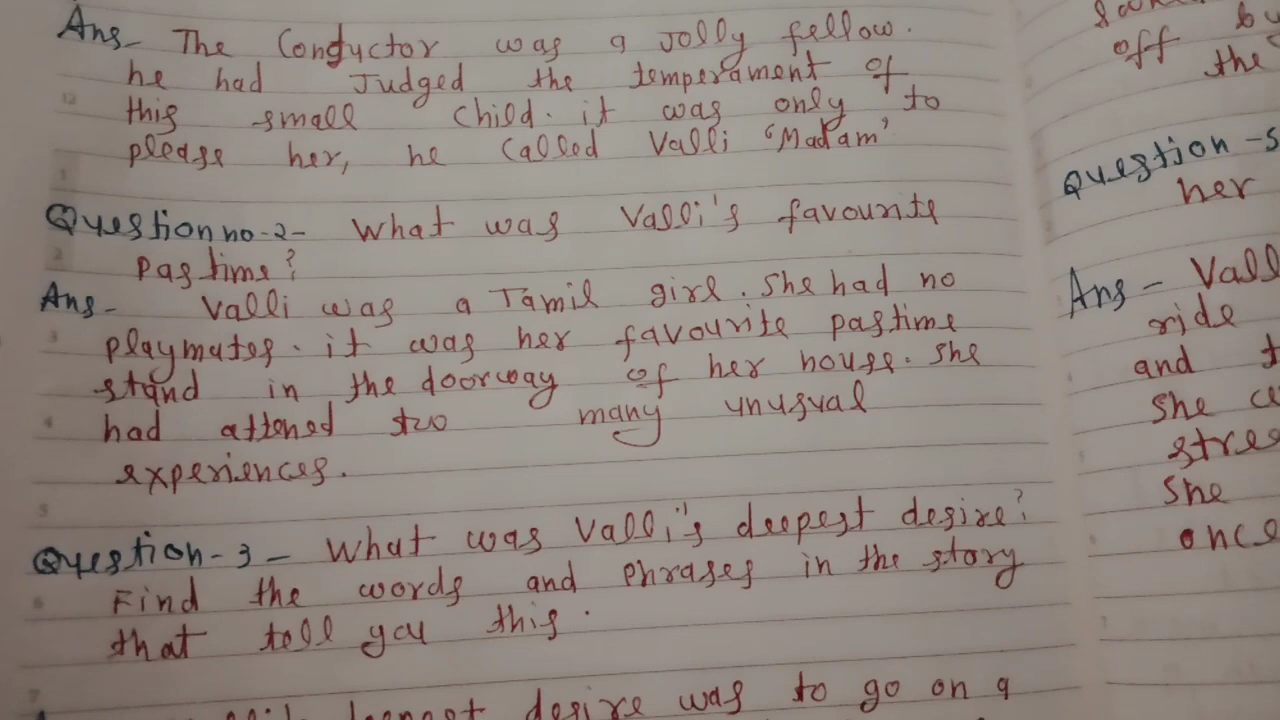 Ans- The Conductor was a Jolly fellow.
he had Judged the temperament of
this small child. it was only to
please her, he called Valli 'Madam'
Question no-2- What was Valli's favourite
pastime?
Ans- Valli was a Tamil girl. She had no
playmates. it was her favourite pastime
stand in the doorway of her house. She
had attened two many unusual
experiences.
Question-3- What was Valli's deepest desire?
Find the words and phrases in the story
that tell you this.
desire was to go on a
off by
the
Question-5
her
Ans- Vall
ride
and t
She
stres
She
once